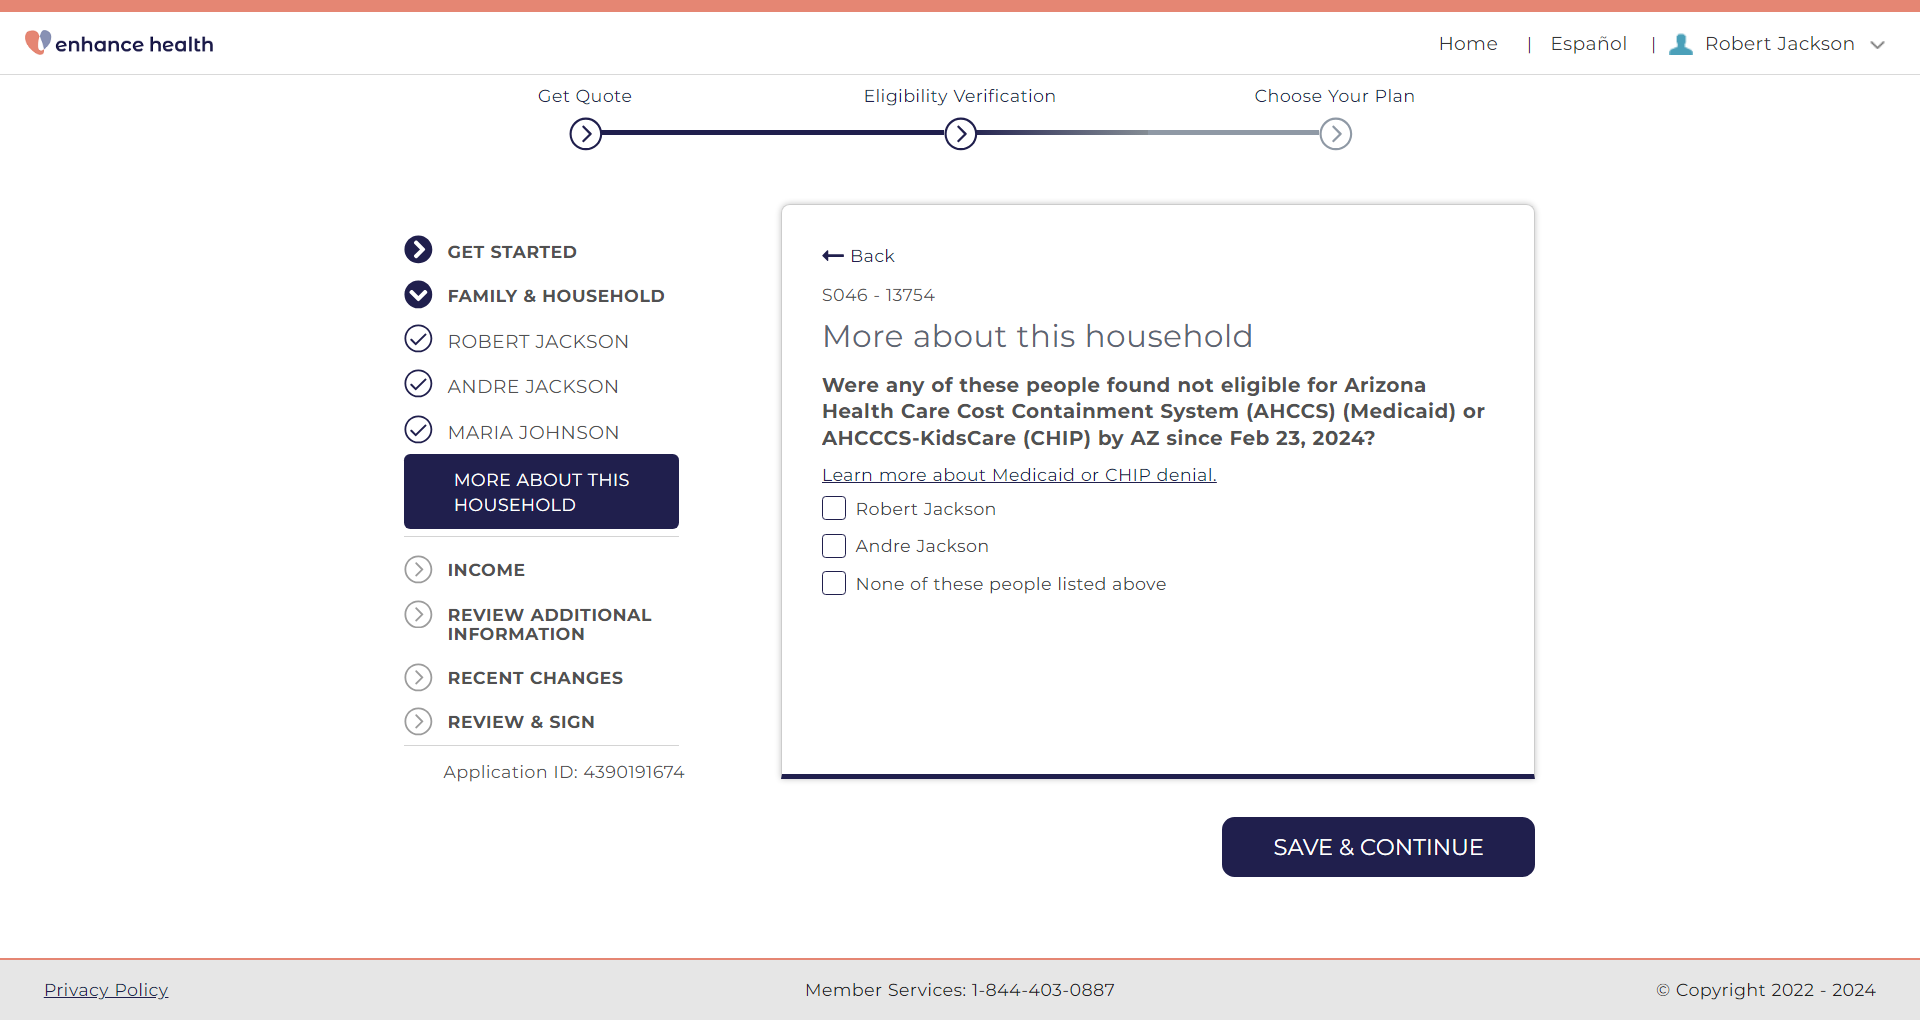 enhance health
Home | Español | Robert Jackson
Get Quote
Eligibility Verification
Choose Your Plan
GET STARTED
FAMILY & HOUSEHOLD
ROBERT JACKSON
ANDRE JACKSON
MARIA JOHNSON
MORE ABOUT THIS
HOUSEHOLD
INCOME
REVIEW ADDITIONAL
INFORMATION
RECENT CHANGES
REVIEW & SIGN
Application ID: 4390191674
Back
S046 - 13754
More about this household
Were any of these people found not eligible for Arizona
Health Care Cost Containment System (AHCCS) (Medicaid) or
AHCCCS-KidsCare (CHIP) by AZ since Feb 23, 2024?
Learn more about Medicaid or CHIP denial.
Robert Jackson
Andre Jackson
None of these people listed above
SAVE & CONTINUE
Privacy Policy
Member Services: 1-844-403-0887
© Copyright 2022 - 2024